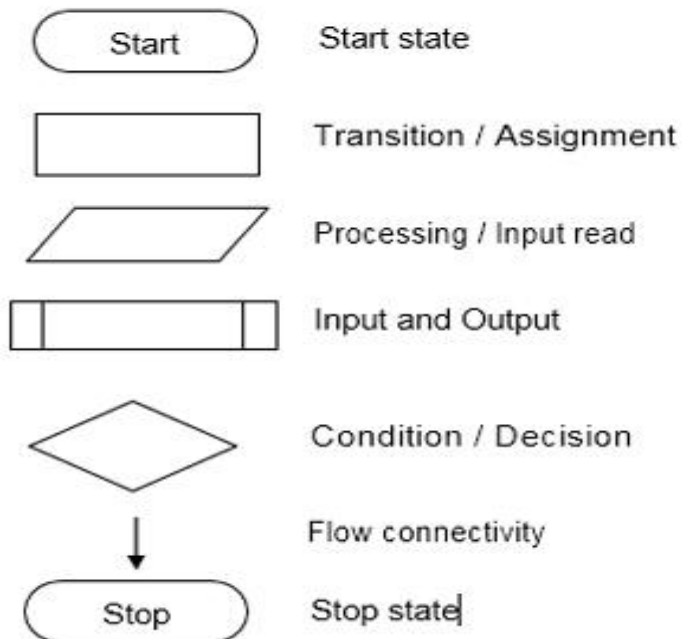 Start Start state
Transition / Assignment
Processing / Input read
Input and Output
Condition / Decision
Flow connectivity
Stop Stop state